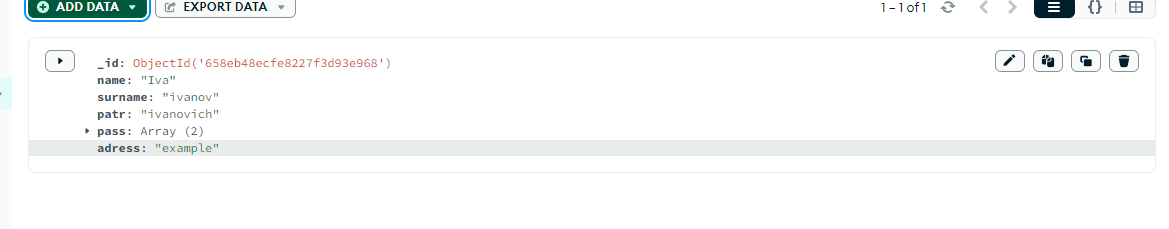 ADD DATA
EXPORT DATA
1 – 1 of 1
{}
_id: ObjectId('658eb48ecfe8227f3d93e968')
name: "Iva"
surname: "ivanov"
patr: "ivanovich"
pass: Array (2)
adress: "example"